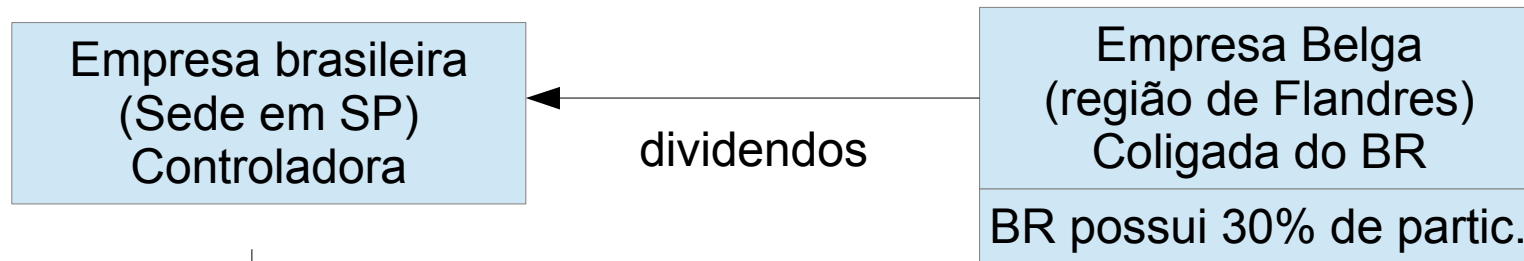 Empresa brasileira
(Sede em SP)
Controladora
dividendos
Empresa Belga
(região de Flandres)
Coligada do BR
BR possui 30% de partic.